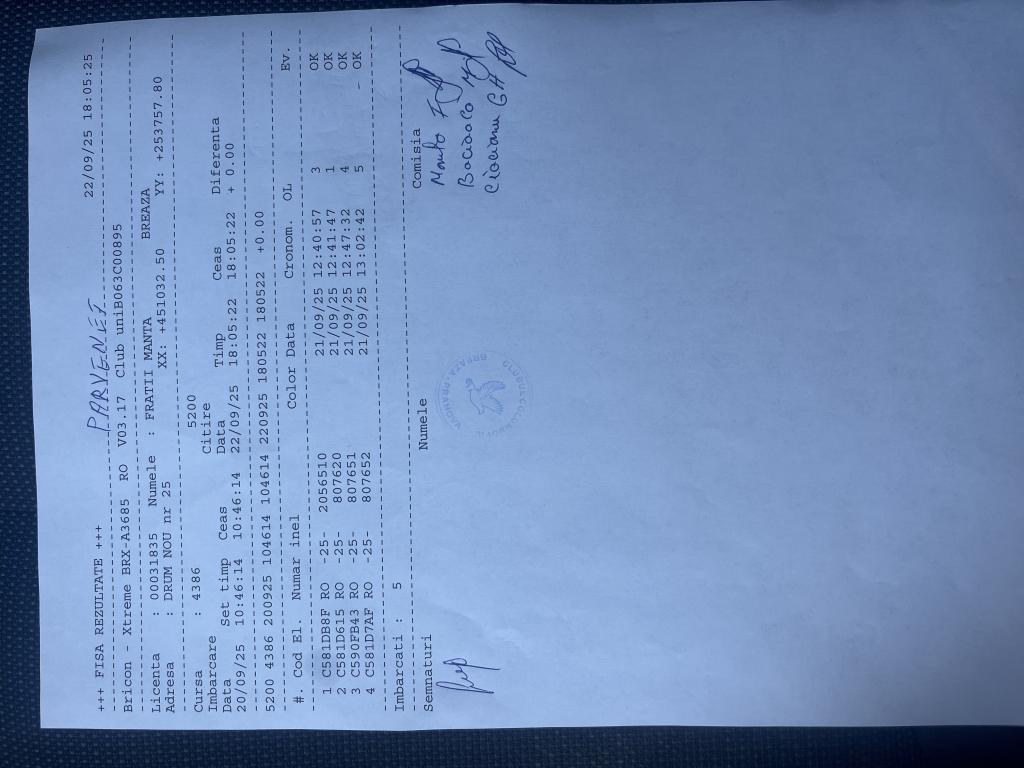 PARVENEI
+++ FISA REZULTATE +++ 22/09/25 18:05:25
Bricon - Xtreme BRX-A3685 RO V03.17 Club uniB063C00895
Licenta : 00031835 Numele : FRATII MANTA BREAZA
Adresa : DRUM NOU nr 25 XX: +451032.50 YY: +253757.80
Cursa : 4386 5200
Imbarcare Citire
Data Set timp Ceas Data Timp Ceas Diferenta
20/09/25 10:46:14 10:46:14 22/09/25 18:05:22 18:05:22 + 0.00
5200 4386 200925 104614 104614 220925 180522 180522 +0.00
#. Cod El. Numar inel Color Data Cronom. OL Ev.
1 C581DB8F RO -25- 2056510 21/09/25 12:40:57 3 OK
2 C581D615 RO -25- 807620 21/09/25 12:41:47 1 OK
3 C590FB43 RO -25- 807651 21/09/25 12:47:32 4 OK
4 C581D7AF RO -25- 807652 21/09/25 13:02:42 5 - OK
Imbarcati : 5
Semnaturi Numele Comisia